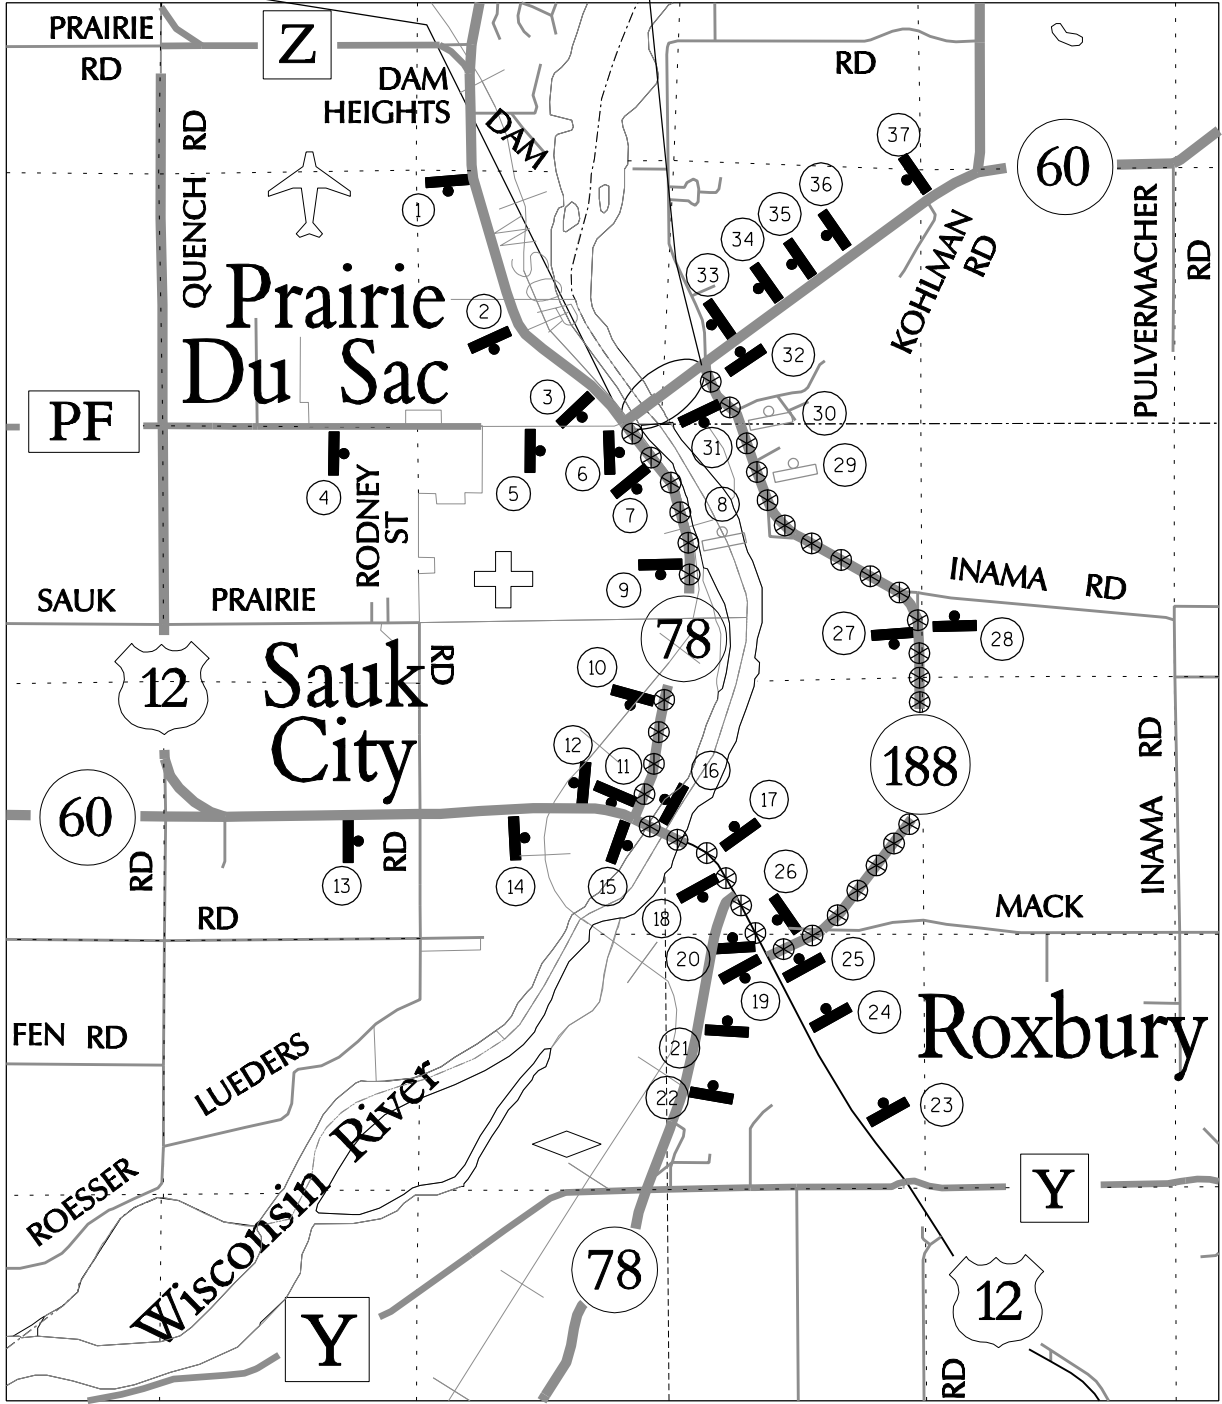 PRAIRIE
RD
Z
DAM
HEIGHTS
DAM
RD
QUENCH RD
37
60
36
35
34
33
1
2
KOHLMAN
RD
PULVERMACHER
RD
Prairie
Du Sac
PF
3
32
30
31
29
4
5
6
7
8
RODNEY
ST
9
SAUK
PRAIRIE
RD
INAMA RD
27
28
78
12
Sauk
City
10
12
11
16
17
188
INAMA RD
60
RD
RD
13
14
15
18
26
MACK
RD
20
19
25
24
21
22
23
Roxbury
FEN RD
LUEDERS
Wisconsin River
ROESSER
Y
78
Y
12
RD